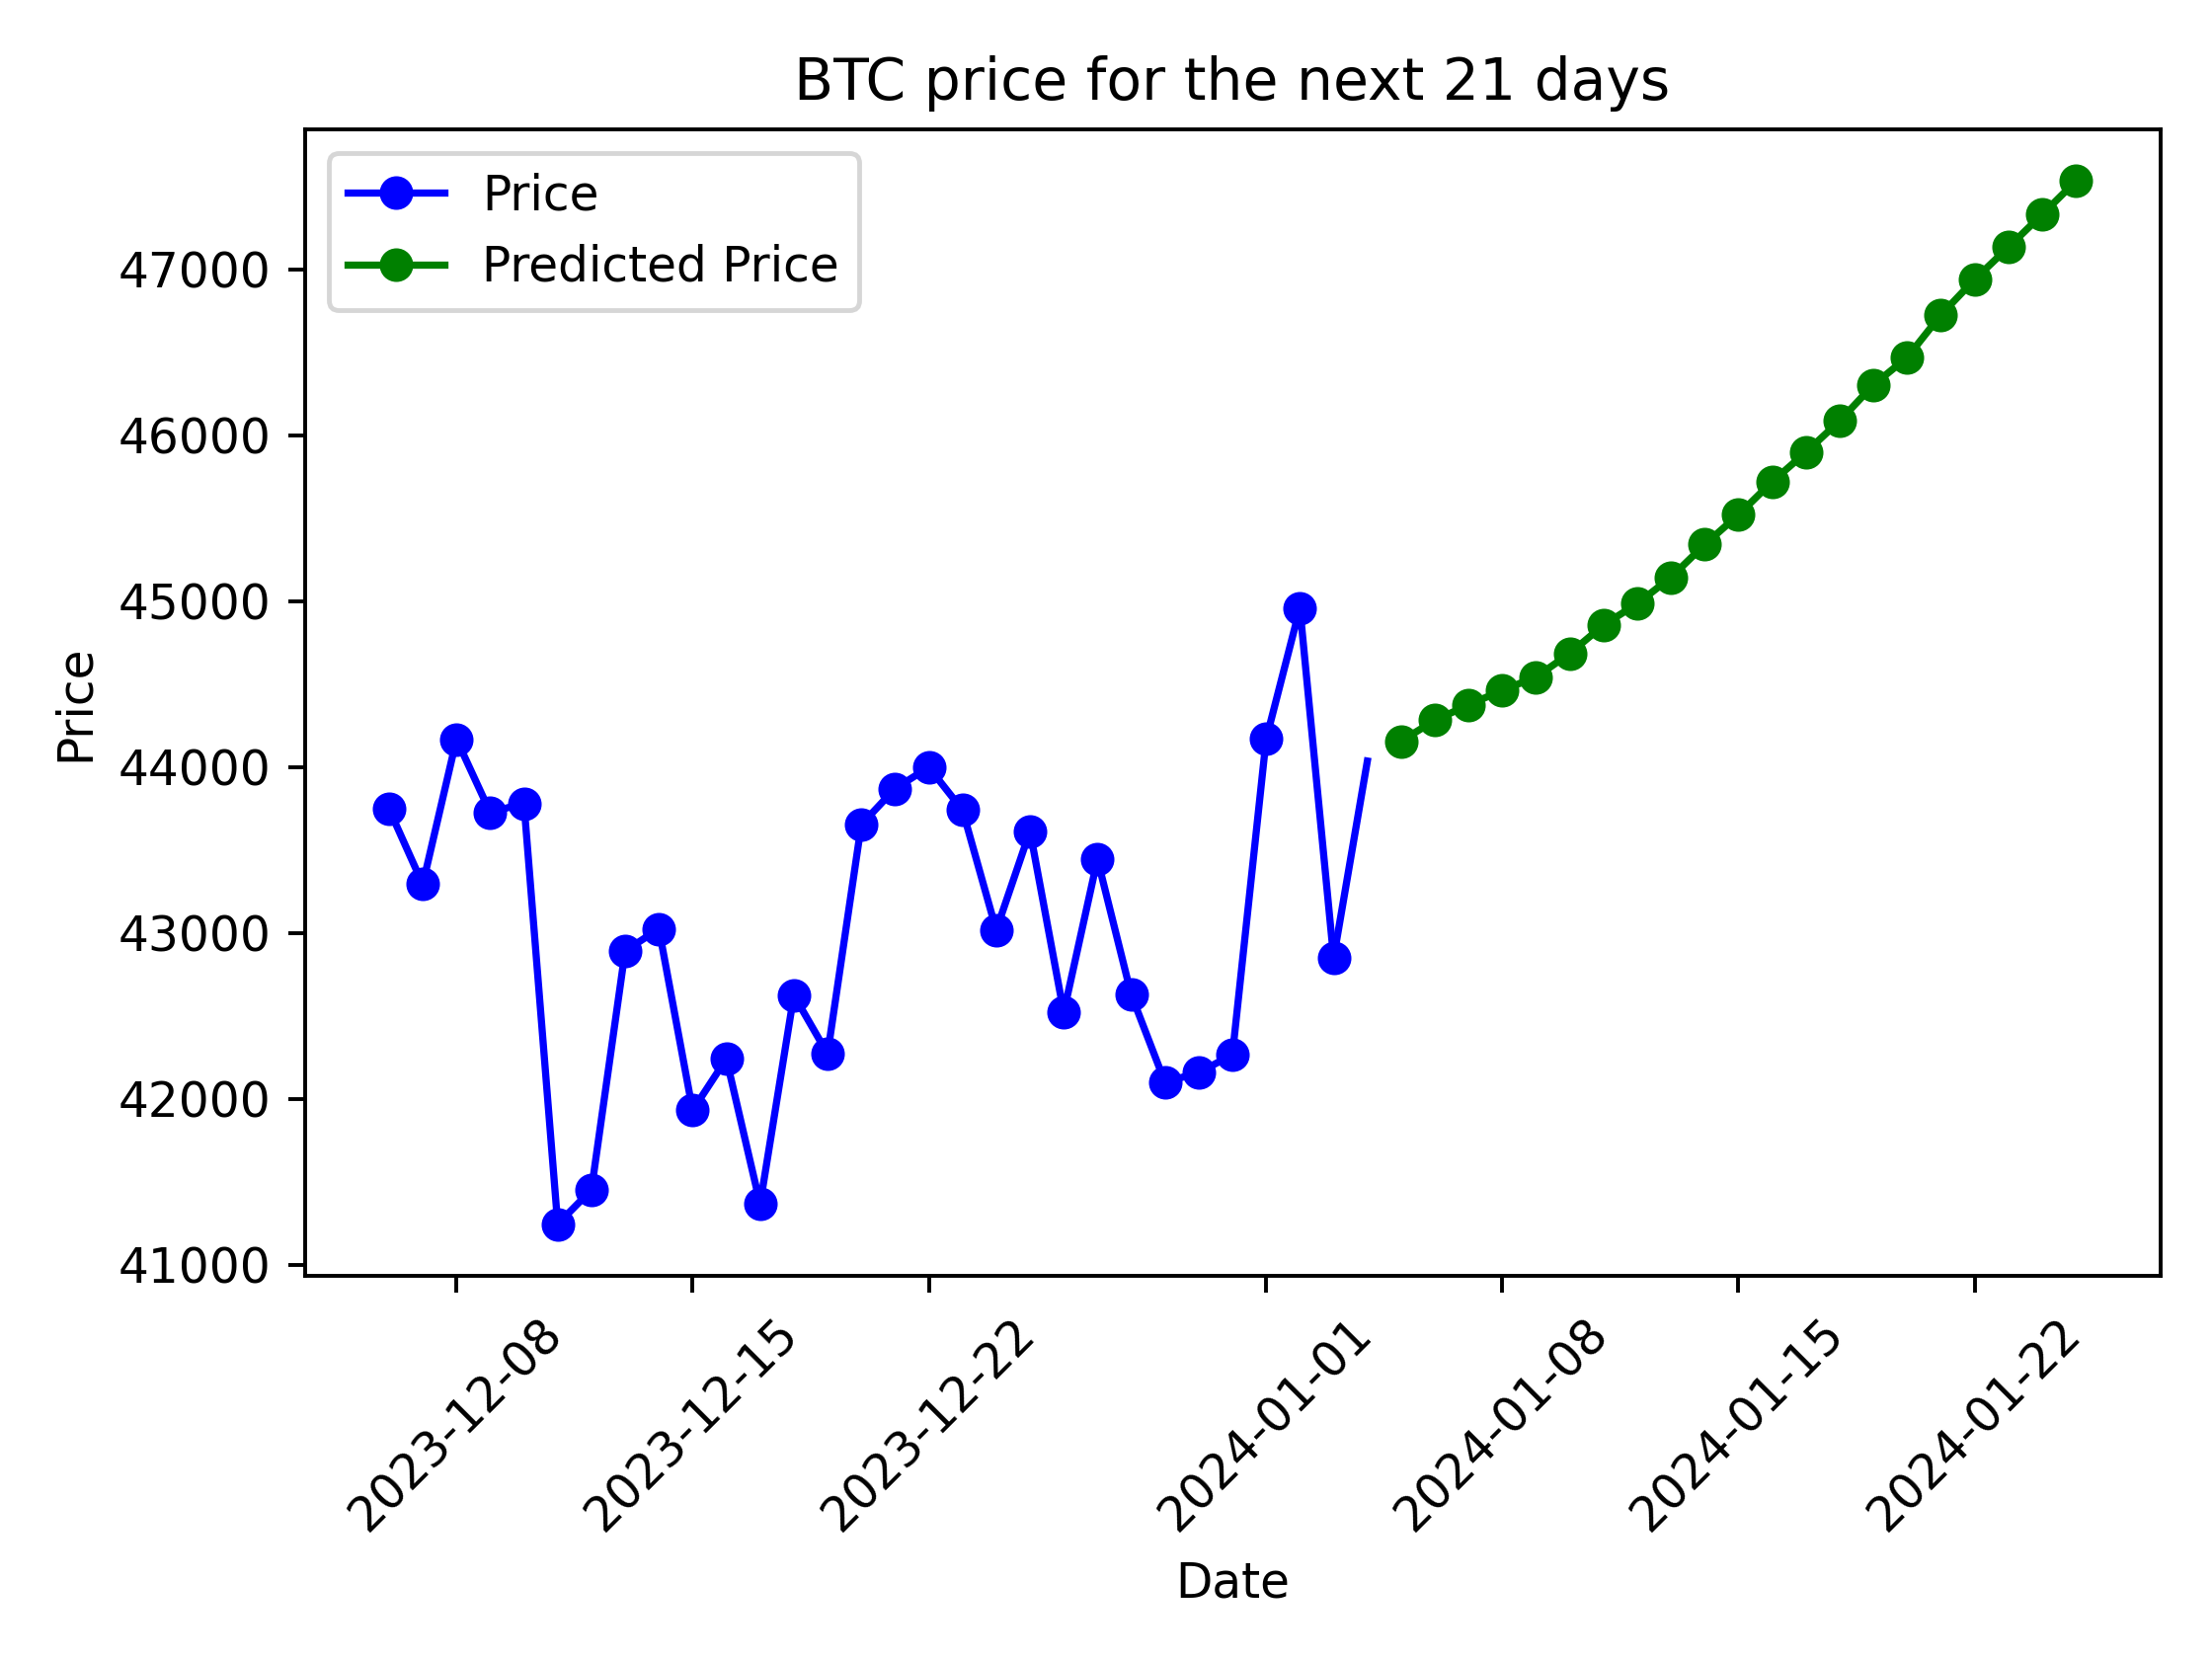 BTC price for the next 21 days
Price
Predicted Price
47000
46000
45000
44000
43000
42000
41000
Price
2023-12-08
2023-12-15
2023-12-22
2024-01-01
2024-01-08
2024-01-15
2024-01-22
Date